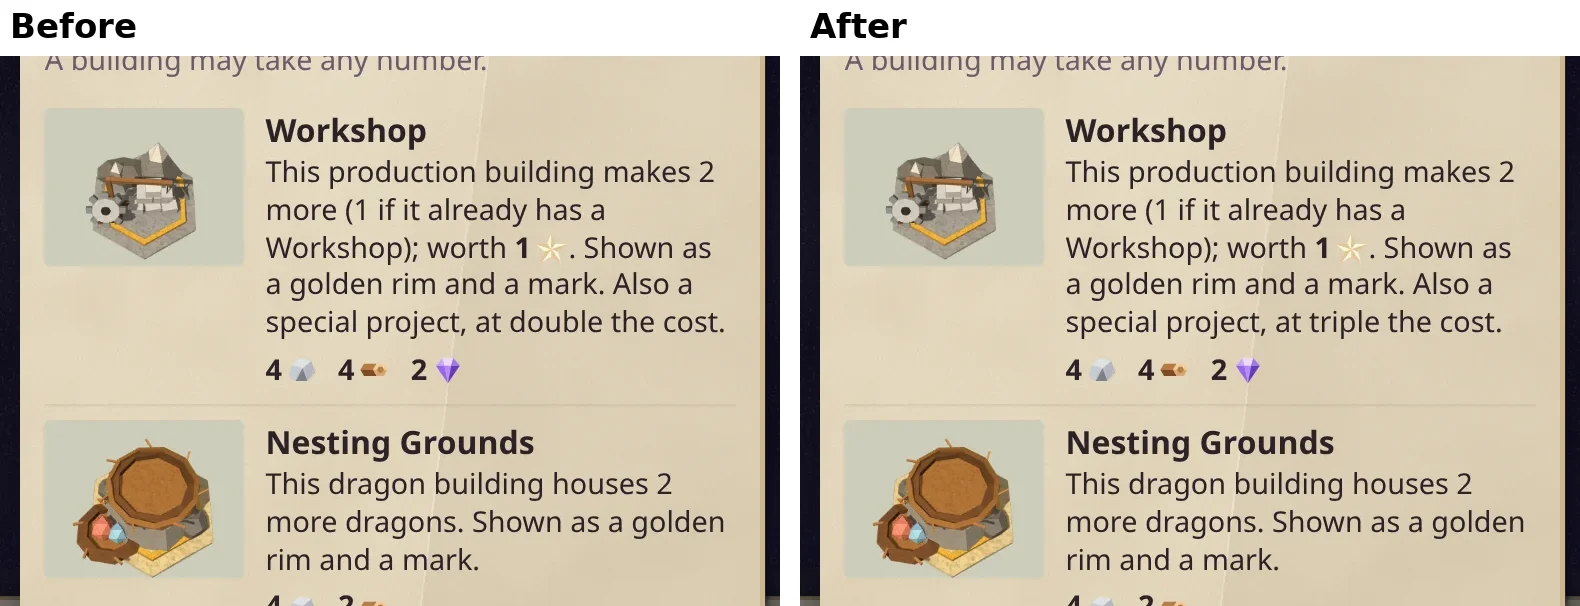 Before
A building may take any number.
Workshop
This production building makes 2
more (1 if it already has a
Workshop); worth 1 . Shown as
a golden rim and a mark. Also a
special project, at double the cost.
4 4 2
Nesting Grounds
This dragon building houses 2
more dragons. Shown as a golden
rim and a mark.
4 2
After
A building may take any number.
Workshop
This production building makes 2
more (1 if it already has a
Workshop); worth 1 . Shown as
a golden rim and a mark. Also a
special project, at triple the cost.
4 4 2
Nesting Grounds
This dragon building houses 2
more dragons. Shown as a golden
rim and a mark.
4 2